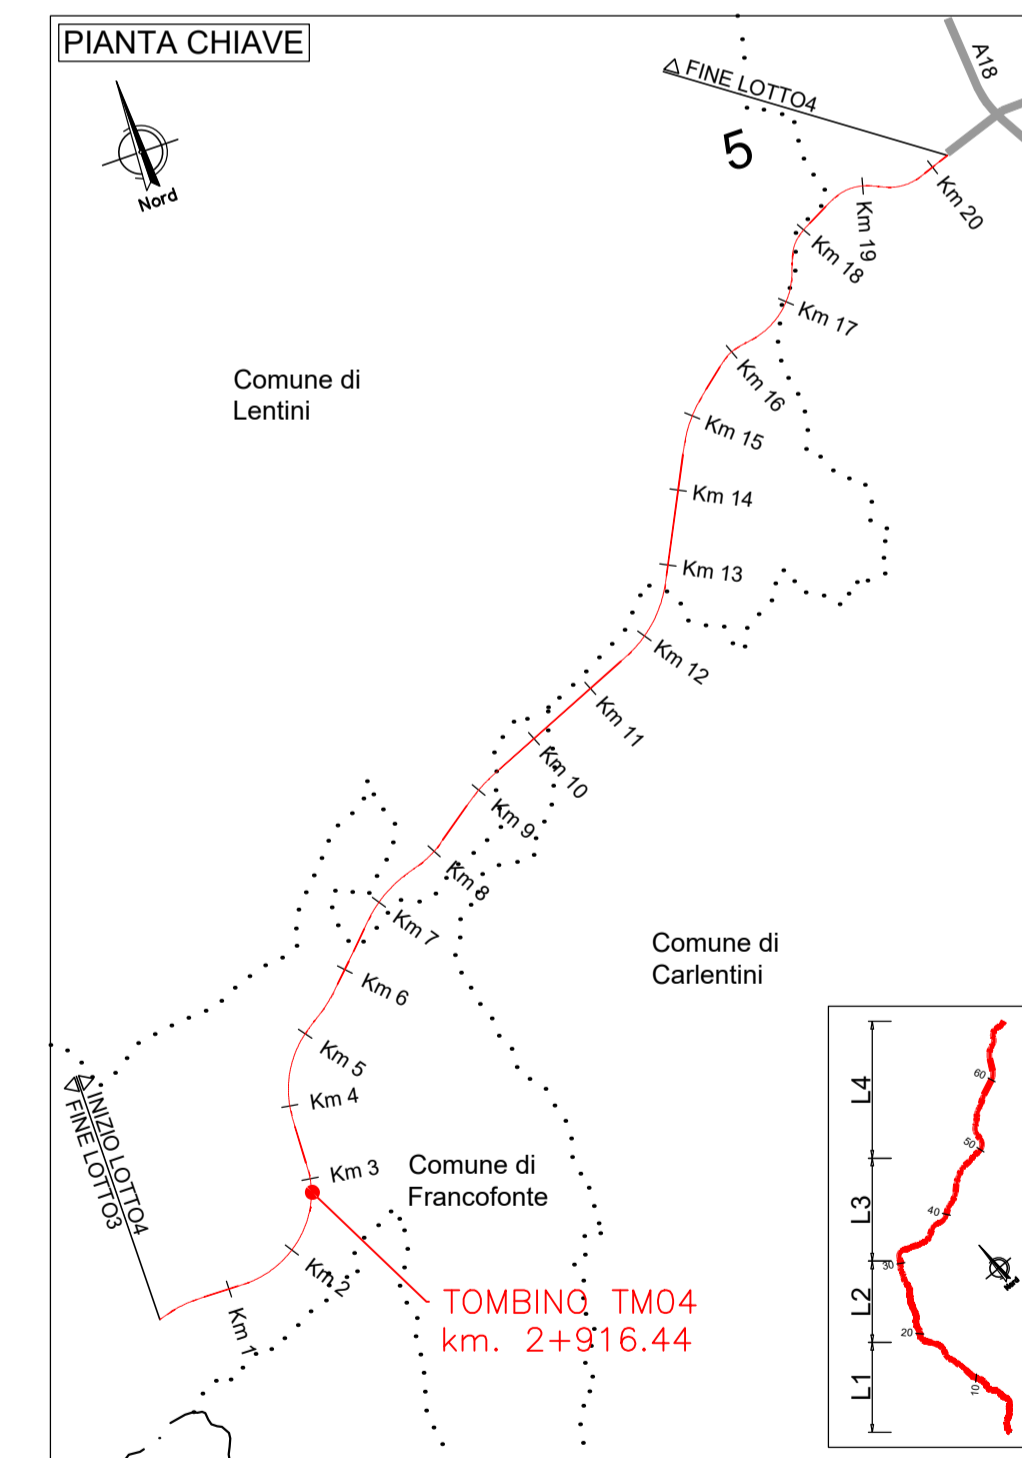 PIANTA CHIAVE
Nord
FINE LOTTO4
A18
5
Km 20
Km 19
Km 18
Km 17
Km 16
Km 15
Km 14
Km 13
Km 12
Km 11
Km 10
Km 9
Km 8
Km 7
Km 6
Km 5
Km 4
Km 3
Km 2
Km 1
Comune di
Lentini
Comune di
Carlentini
Comune di
Francofonte
INIZIO LOTTO4
FINE LOTTO3
TOMBINO TM04
km. 2+916.44
L4
L3
L2
L1
60
50
40
30
20
10
Nord